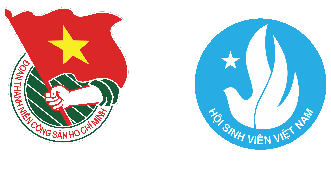 ĐOÀN THANH NIÊN CỘNG SẢN HỒ CHÍ MINH
HỘI SINH VIÊN VIỆT NAM